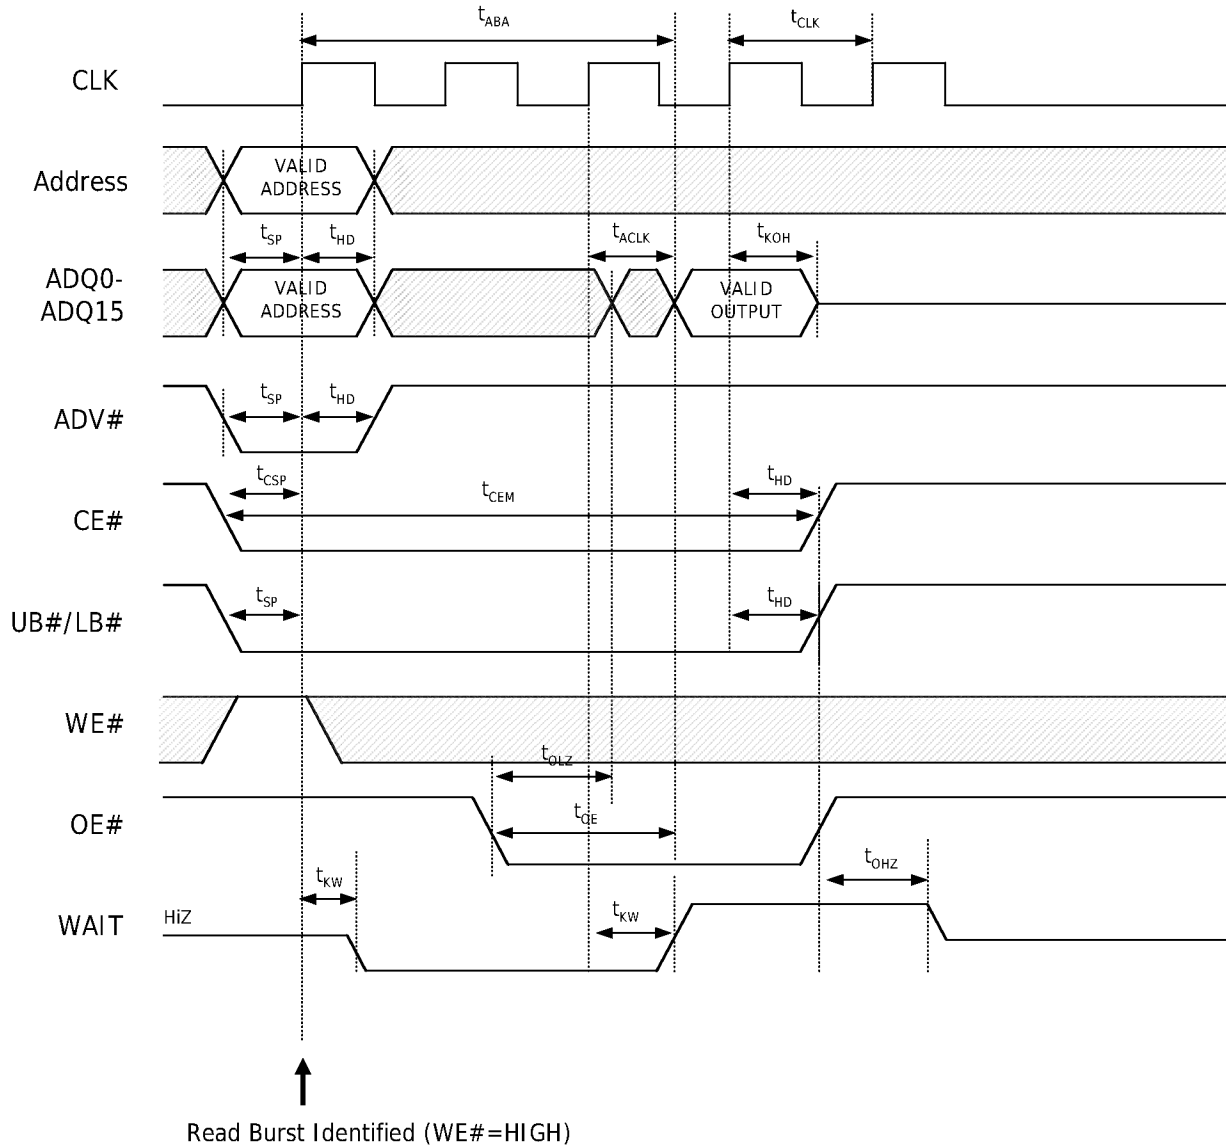 tABA
tCLK
CLK
Address
VALID
ADDRESS
tSP
tHD
tACLK
tKOH
ADQ0-
ADQ15
VALID
ADDRESS
VALID
OUTPUT
ADV#
tSP
tHD
CE#
tCSP
tCEM
tHD
UB#/LB#
tSP
tHD
WE#
tOLZ
OE#
tOE
tOHZ
tKW
WAIT
HiZ
tKW
Read Burst Identified (WE#=HIGH)